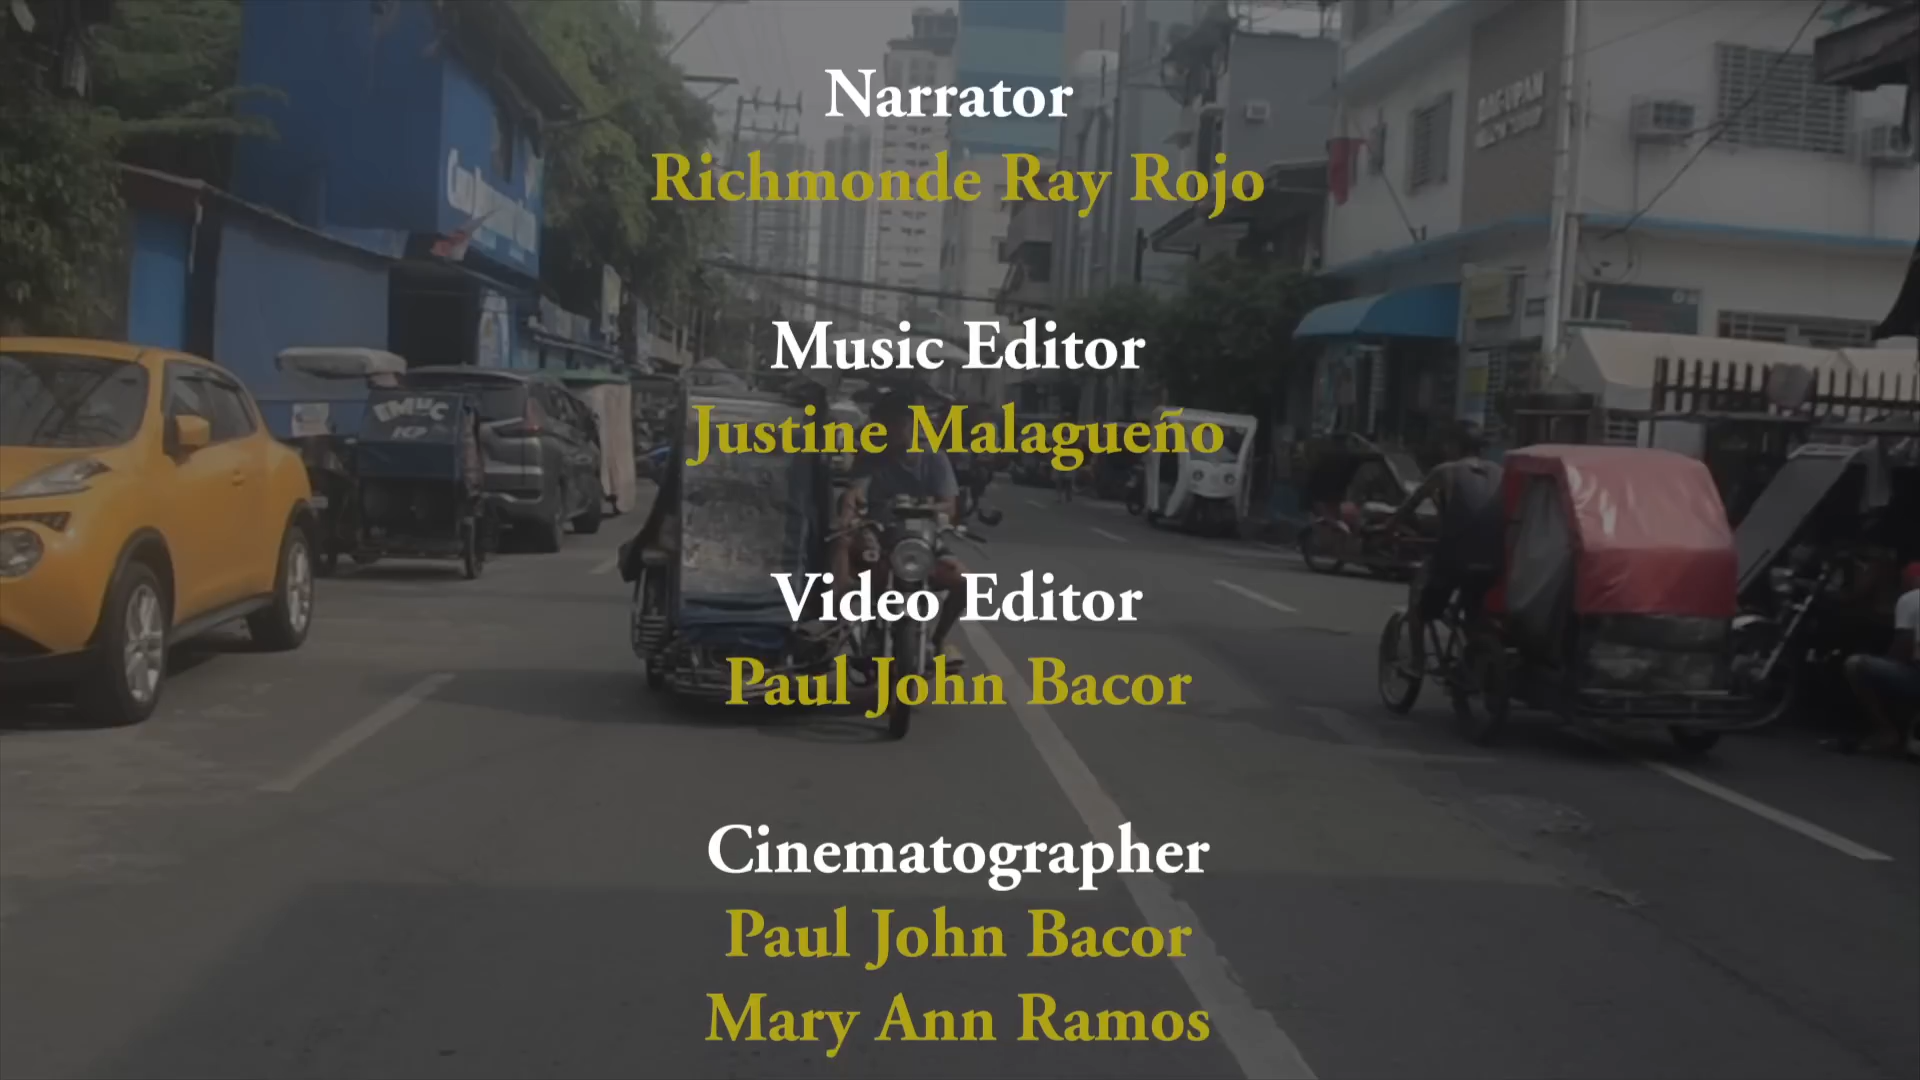 Narrator
Richmonde Ray Rojo
Music Editor
Justine Malagueño
Video Editor
Paul John Bacor
Cinematographer
Paul John Bacor
Mary Ann Ramos